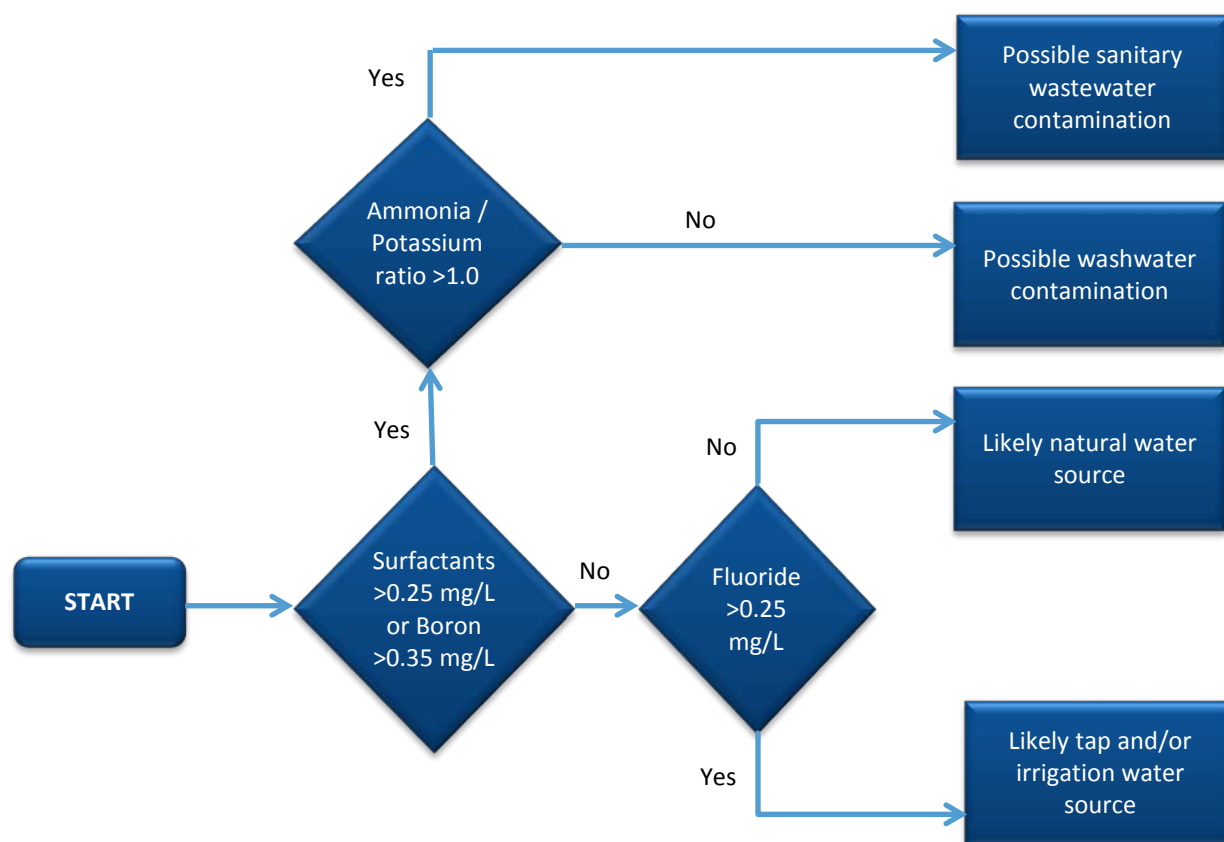 Yes
Possible sanitary
wastewater
contamination
Ammonia /
Potassium
ratio >1.0
No
Possible washwater
contamination
Yes
No
Likely natural water
source
START
Surfactants
>0.25 mg/L
or Boron
>0.35 mg/L
No
Fluoride
>0.25
mg/L
Yes
Likely tap and/or
irrigation water
source